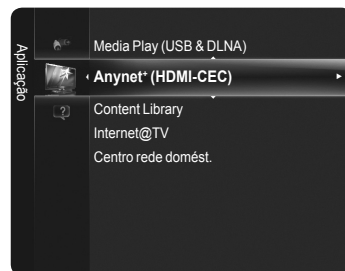 Aplicação
Media Play (USB & DLNA)
Anynet+ (HDMI-CEC)
Content Library
Internet@TV
Centro rede domést.